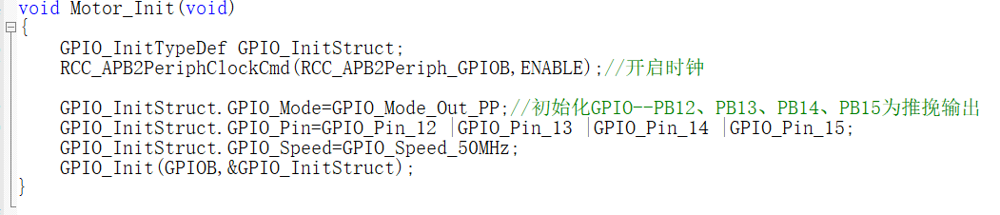 void Motor_Init(void)
{
    GPIO_InitTypeDef GPIO_InitStruct;
    RCC_APB2PeriphClockCmd(RCC_APB2Periph_GPIOB,ENABLE);//开启时钟
    GPIO_InitStruct.GPIO_Mode=GPIO_Mode_Out_PP;//初始化GPIO--PB12、PB13、PB14、PB15为推挽输出
    GPIO_InitStruct.GPIO_Pin=GPIO_Pin_12 |GPIO_Pin_13 |GPIO_Pin_14 |GPIO_Pin_15;
    GPIO_InitStruct.GPIO_Speed=GPIO_Speed_50MHz;
    GPIO_Init(GPIOB,&GPIO_InitStruct);
}